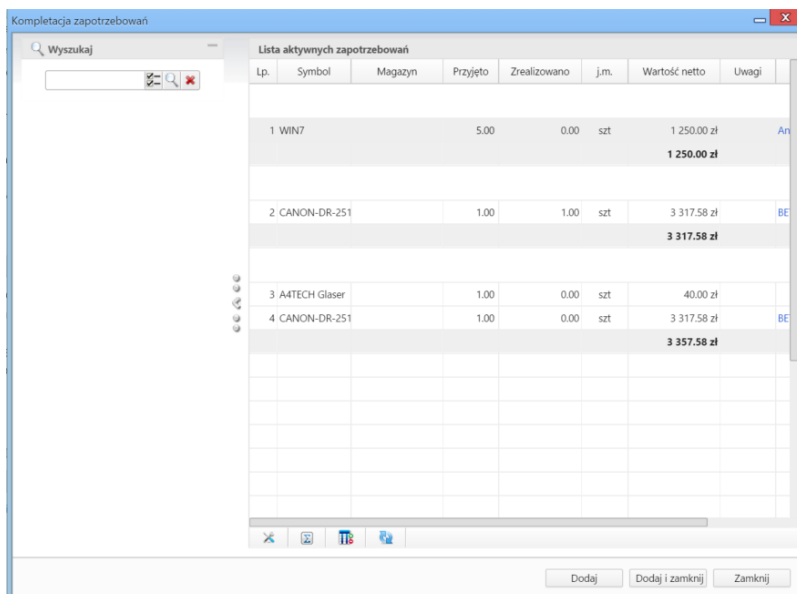 Kompletacja zapotrzebowań
Wyszukaj
Lista aktywnych zapotrzebowań
Lp. Symbol Magazyn Przyjęto Zrealizowano j.m. Wartość netto Uwagi
1 WIN7 5.00 0.00 szt 1 250.00 zł An
1 250.00 zł
2 CANON-DR-251 1.00 1.00 szt 3 317.58 zł BE
3 317.58 zł
3 A4TECH Glaser 1.00 0.00 szt 40.00 zł
4 CANON-DR-251 1.00 0.00 szt 3 317.58 zł BE
3 357.58 zł
Dodaj Dodaj i zamknij Zamknij